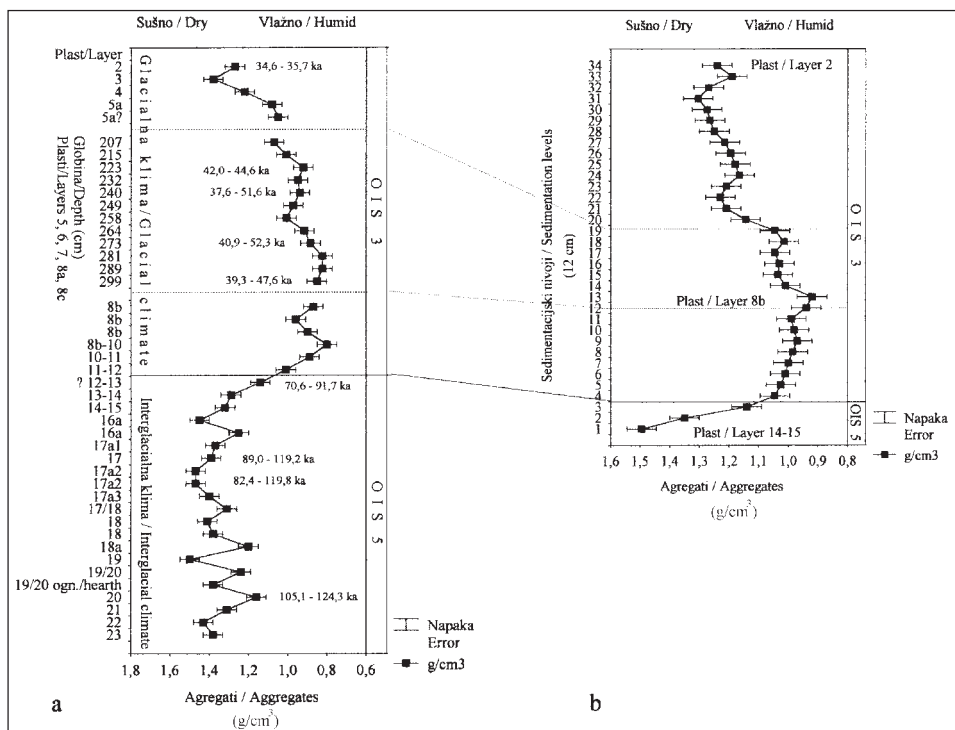 Sušno / Dry
Vlažno / Humid
Plast/Layer
2
3
4
5a
5a?
207
215
223
232
240
249
258
264
273
281
289
299
8b
8b
8b
8b-10
10-11
11-12
? 12-13
13-14
14-15
16a
16a
17a1
17
17a2
17a2
17a3
17/18
18
18
18a
19
19/20
19/20 ogn./hearth
20
21
22
23
Globina/Depth (cm)
Plasti/Layers 5, 6, 7, 8a, 8c
Glacialna klima/Glacial climate
Interglacialna klima / Interglacial climate
34,6 - 35,7 ka
42,0 - 44,6 ka
37,6 - 51,6 ka
40,9 - 52,3 ka
39,3 - 47,6 ka
70,6 - 91,7 ka
89,0 - 119,2 ka
82,4 - 119,8 ka
105,1 - 124,3 ka
OIS 3
OIS 5
Napaka
Error
g/cm3
1,8 1,6 1,4 1,2 1,0 0,8 0,6
Agregati / Aggregates
(g/cm³)
a
Sušno / Dry
Vlažno / Humid
34
33
32
31
30
29
28
27
26
25
24
23
22
21
20
19
18
17
16
15
14
13
12
11
10
9
8
7
6
5
4
3
2
1
Sedimentacijski nivoji / Sedimentation levels
(12 cm)
Plast / Layer 2
Plast / Layer 8b
Plast / Layer 14-15
OIS 3
OIS 5
Napaka
Error
g/cm3
1,6 1,5 1,4 1,3 1,2 1,1 1,0 0,9 0,8 0,7
Agregati / Aggregates
(g/cm³)
b